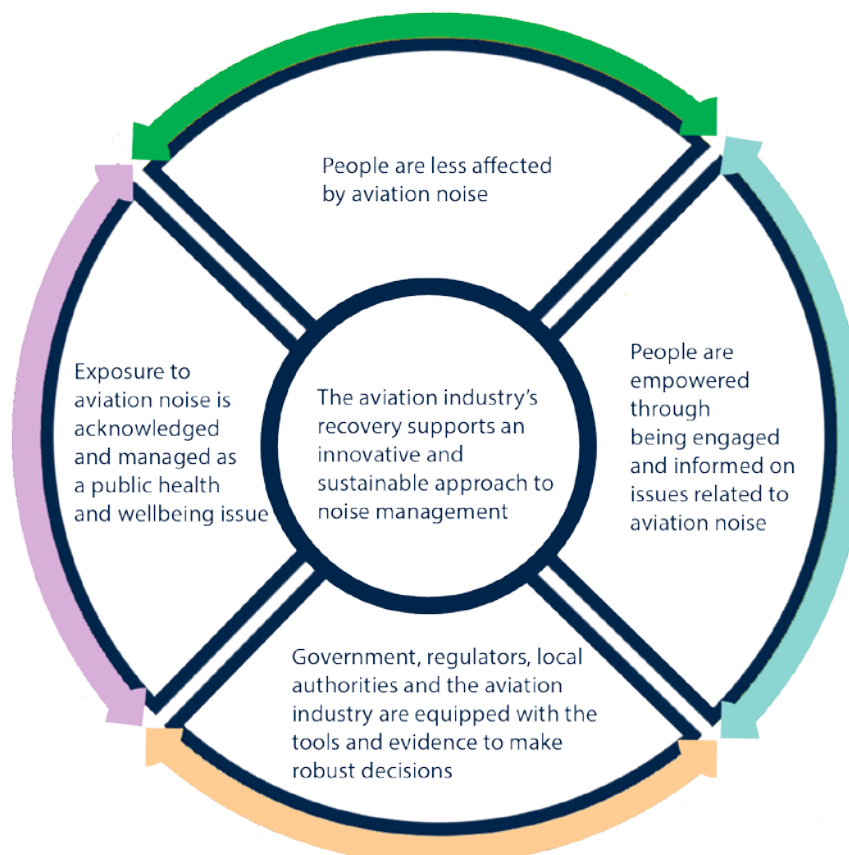 People are less affected
by aviation noise
Exposure to
aviation noise is
acknowledged
and managed as
a public health
and wellbeing issue
The aviation industry's
recovery supports an
innovative and
sustainable approach to
noise management
People are
empowered
through
being engaged
and informed on
issues related to
aviation noise
Government, regulators, local
authorities and the aviation
industry are equipped with the
tools and evidence to make
robust decisions